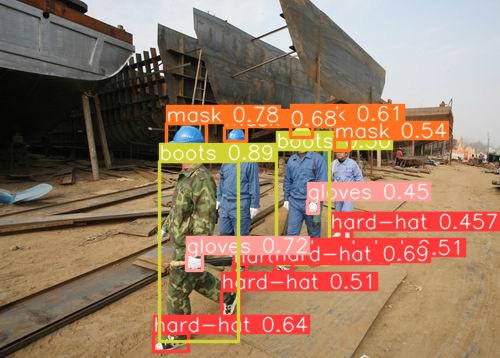 mask 0.78
0.68
k 0.61
mask 0.54
boots 0.89
boots 0.50
gloves 0.45
hard-hat 0.457
gloves 0.72
0.51
hard-hat 0.69
hard-hat 0.51
hard-hat 0.64